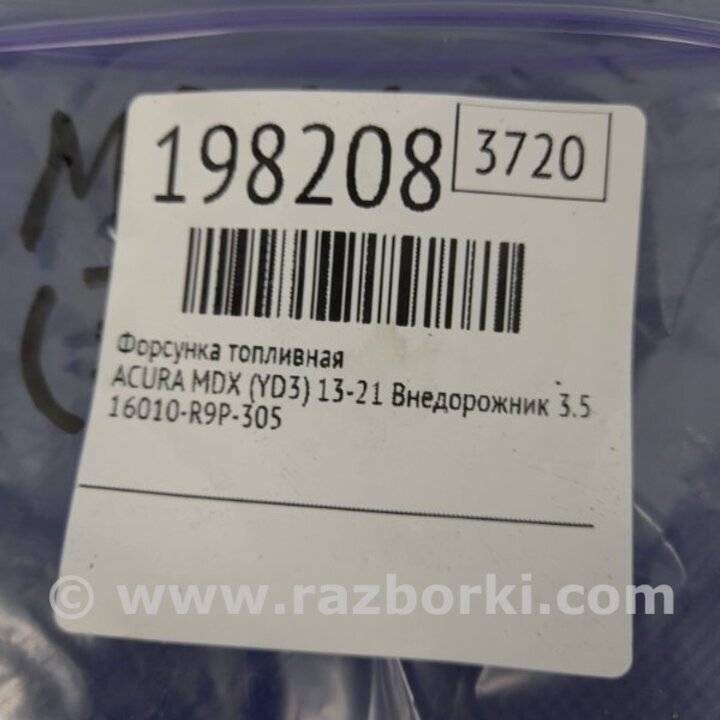 198208
3720
Форсунка топливная
ACURA MDX (YD3) 13-21 Внедорожник 3.5
16010-R9P-305
© www.razborki.com